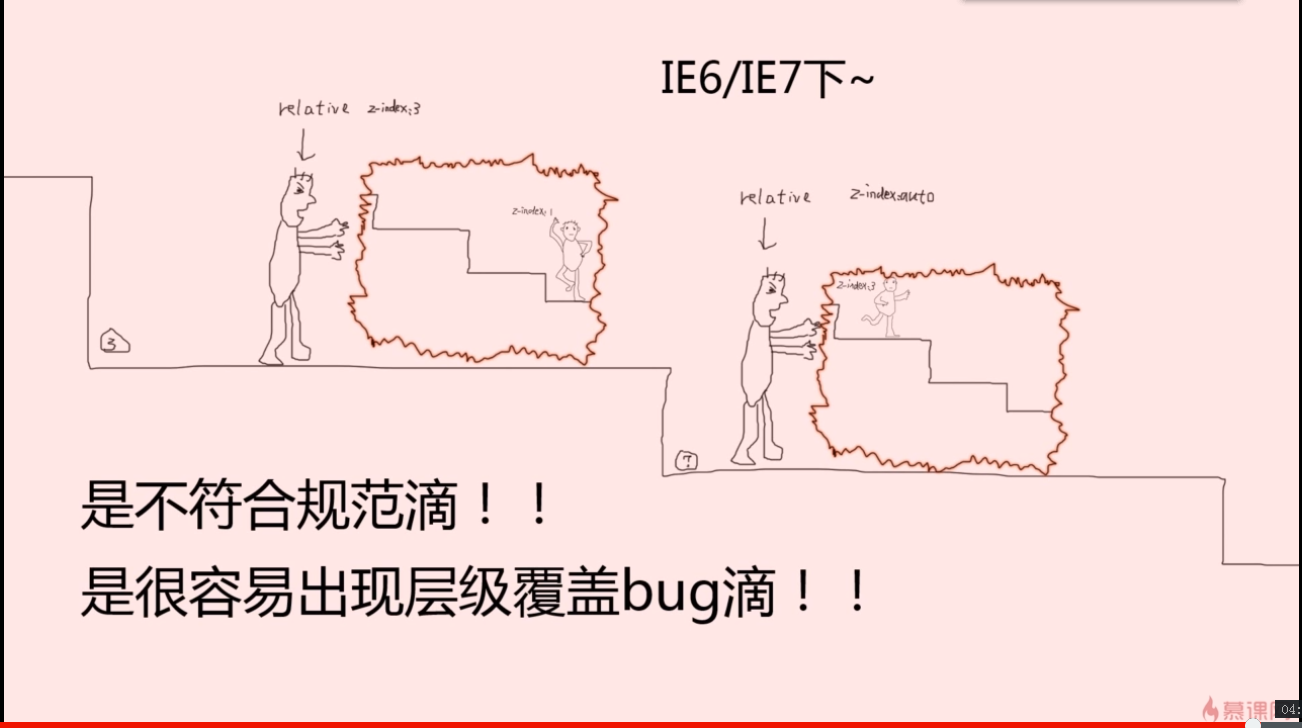 IE6/IE7下~
relative z-index:3
z-index:1
relative z-index:auto
z-index:3
3
?
是不符合规范滴！！
是很容易出现层级覆盖bug滴！！
慕课
04: